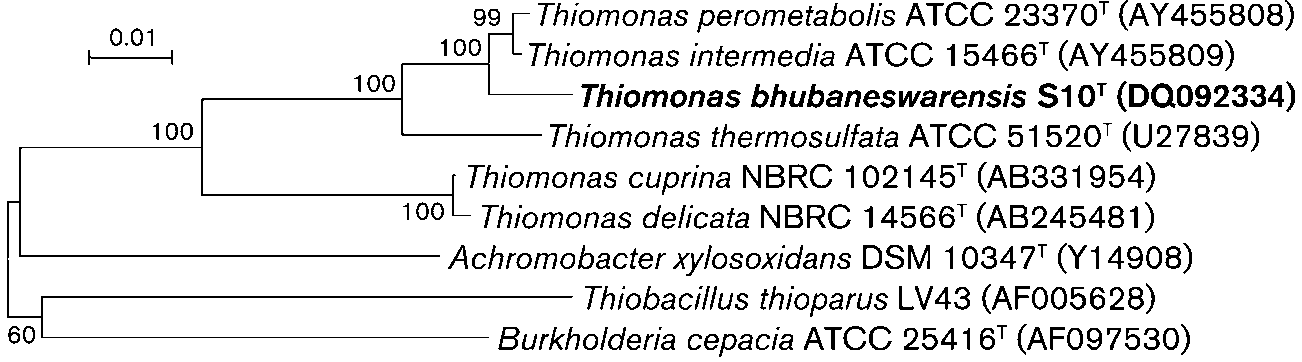 99 Thiomonas perometabolis ATCC 23370ᵀ (AY455808)
0.01
100 Thiomonas intermedia ATCC 15466ᵀ (AY455809)
100 Thiomonas bhubaneswarensis S10ᵀ (DQ092334)
100 Thiomonas thermosulfata ATCC 51520ᵀ (U27839)
Thiomonas cuprina NBRC 102145ᵀ (AB331954)
100 Thiomonas delicata NBRC 14566ᵀ (AB245481)
Achromobacter xylosoxidans DSM 10347ᵀ (Y14908)
Thiobacillus thioparus LV43 (AF005628)
60 Burkholderia cepacia ATCC 25416ᵀ (AF097530)